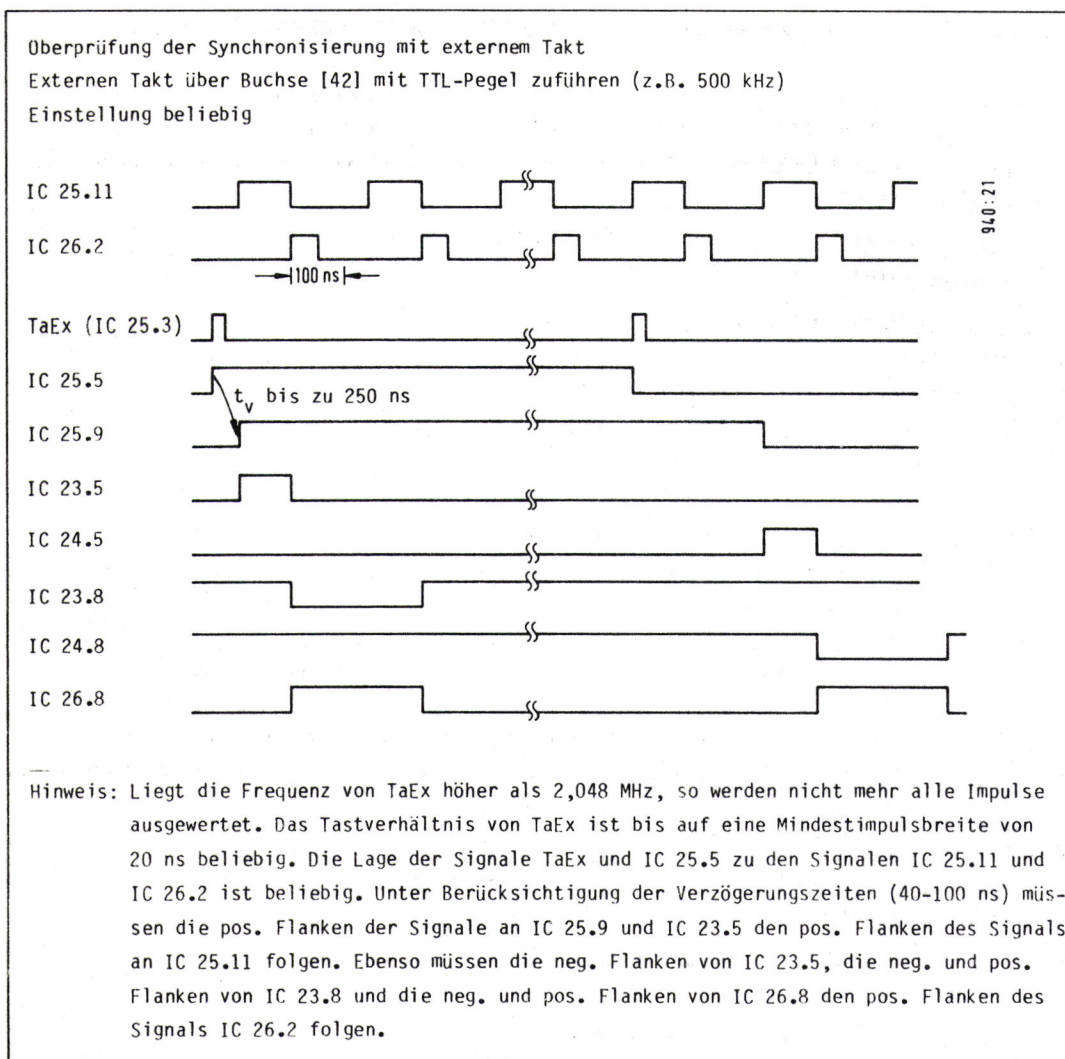 Überprüfung der Synchronisierung mit externem Takt
Externen Takt über Buchse [42] mit TTL-Pegel zuführen (z.B. 500 kHz)
Einstellung beliebig
IC 25.11
940:21
IC 26.2
100 ns
TaEx (IC 25.3)
IC 25.5
tv bis zu 250 ns
IC 25.9
IC 23.5
IC 24.5
IC 23.8
IC 24.8
IC 26.8
Hinweis: Liegt die Frequenz von TaEx höher als 2,048 MHz, so werden nicht mehr alle Impulse
ausgewertet. Das Tastverhältnis von TaEx ist bis auf eine Mindestimpulsbreite von
20 ns beliebig. Die Lage der Signale TaEx und IC 25.5 zu den Signalen IC 25.11 und
IC 26.2 ist beliebig. Unter Berücksichtigung der Verzögerungszeiten (40-100 ns) müs-
sen die pos. Flanken der Signale an IC 25.9 und IC 23.5 den pos. Flanken des Signals
an IC 25.11 folgen. Ebenso müssen die neg. Flanken von IC 23.5, die neg. und pos.
Flanken von IC 23.8 und die neg. und pos. Flanken von IC 26.8 den pos. Flanken des
Signals IC 26.2 folgen.